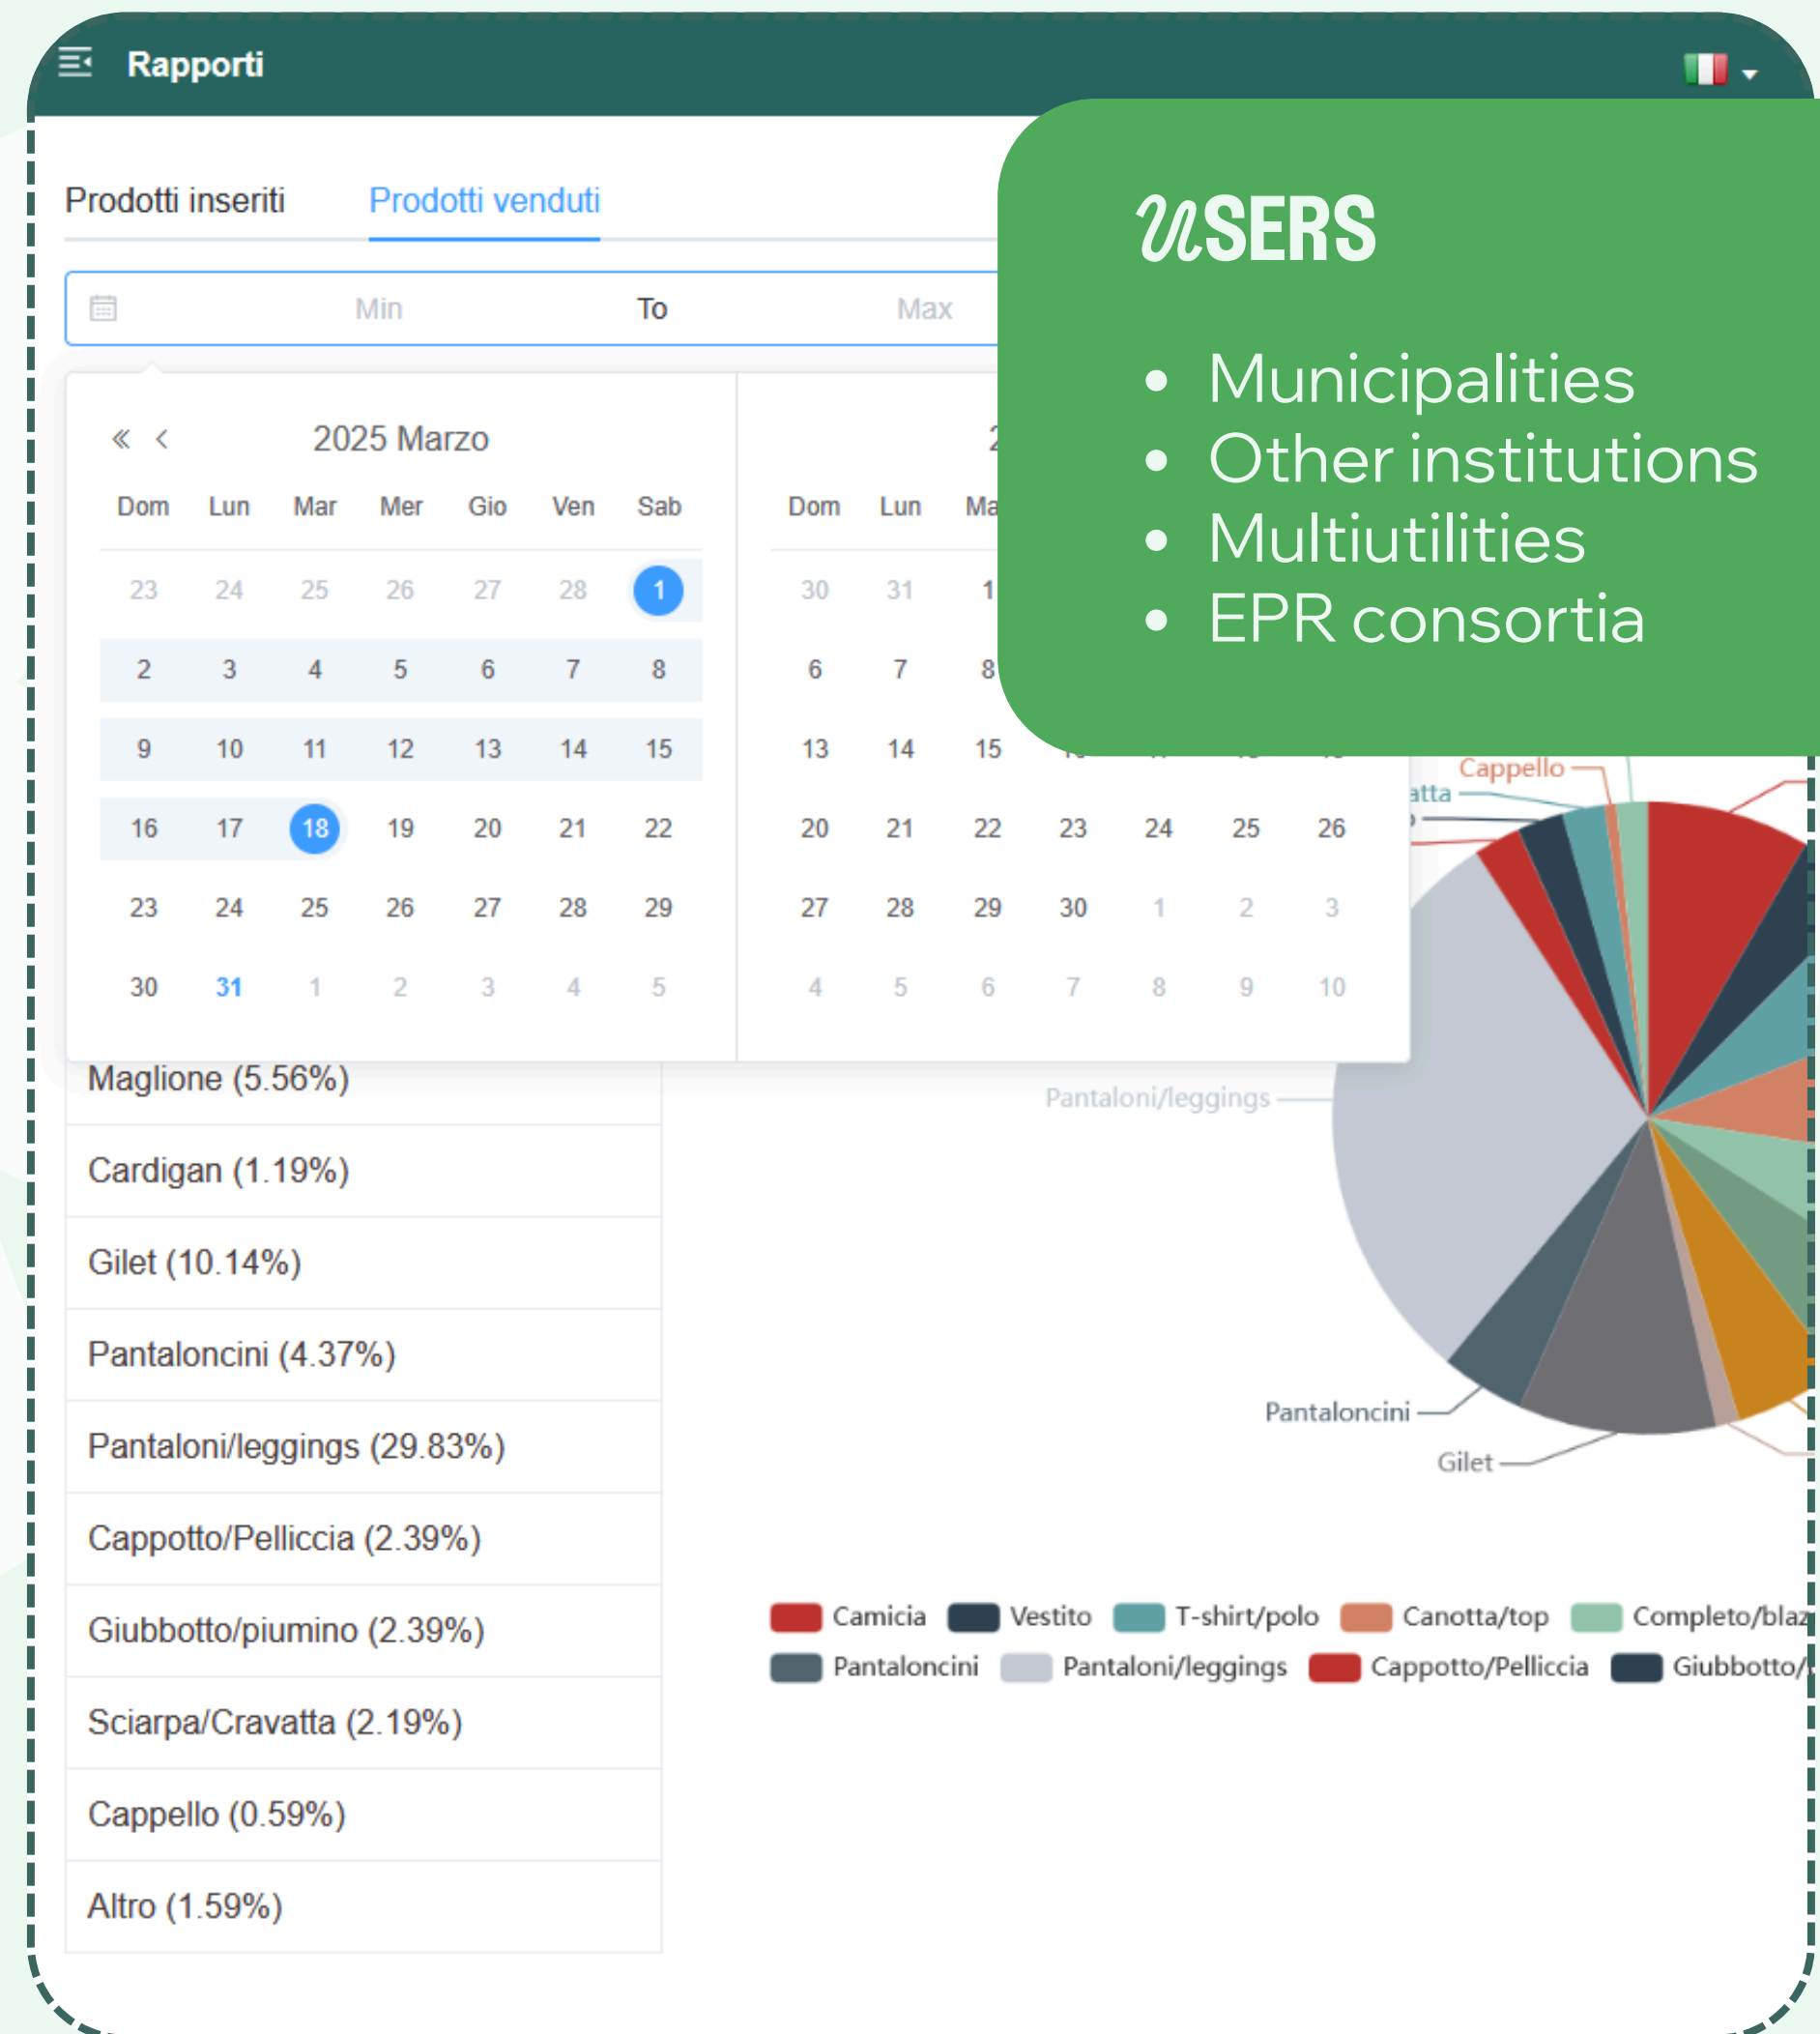 Rapporti
Prodotti inseriti Prodotti venduti
Min To Max
USERS
Municipalities
Other institutions
Multiutilities
EPR consortia
2025 Marzo
Dom Lun Mar Mer Gio Ven Sab
23 24 25 26 27 28 1
2 3 4 5 6 7 8
9 10 11 12 13 14 15
16 17 18 19 20 21 22
23 24 25 26 27 28 29
30 31 1 2 3 4 5
Dom Lun
30 31 1
6 7 8
13 14 15
20 21 22 23 24 25 26
27 28 29 30 1 2 3
4 5 6 7 8 9 10
Maglione (5.56%)
Cardigan (1.19%)
Gilet (10.14%)
Pantaloncini (4.37%)
Pantaloni/leggings (29.83%)
Cappotto/Pelliccia (2.39%)
Giubbotto/piumino (2.39%)
Sciarpa/Cravatta (2.19%)
Cappello (0.59%)
Altro (1.59%)
Cappello
atta
Pantaloni/leggings
Pantaloncini
Gilet
Camicia Vestito T-shirt/polo Canotta/top Completo/blaz
Pantaloncini Pantaloni/leggings Cappotto/Pelliccia Giubbotto/